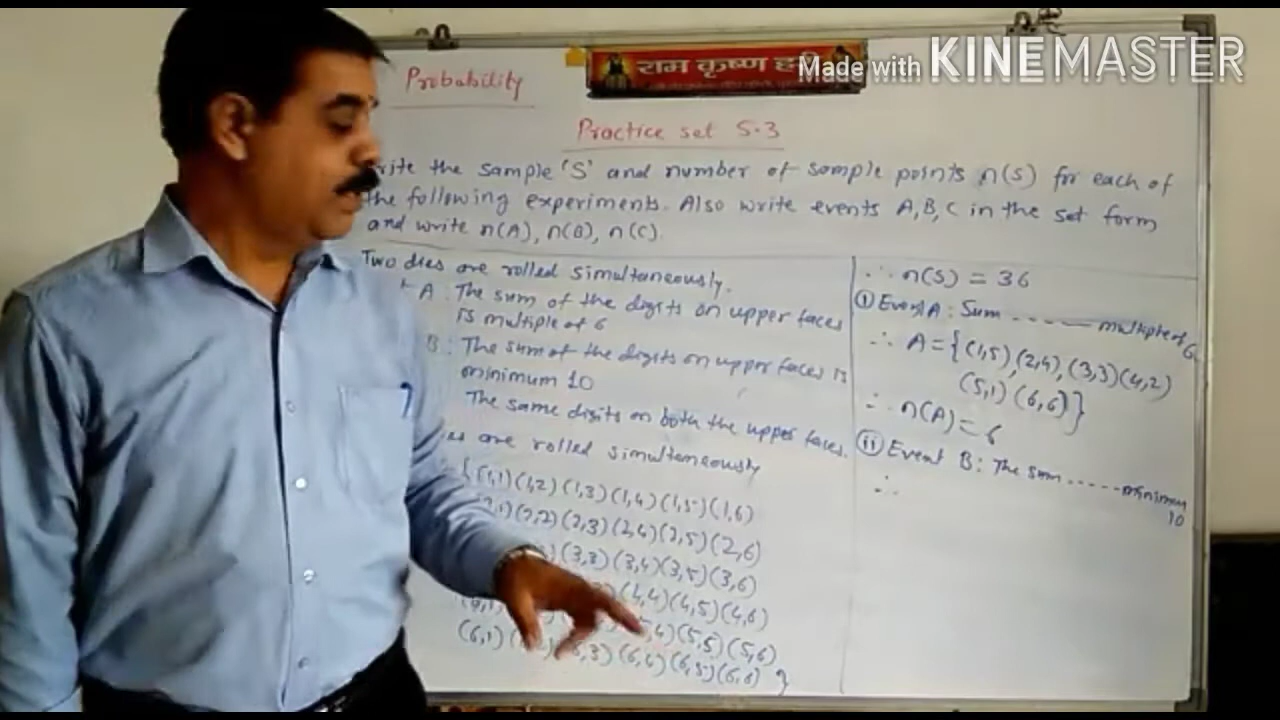 Made with KINEMASTER
राम कृष्ण हरी
Probability
Practice set 5.3
rite the sample 'S' and number of sample points n(S) for each of
the following experiments. Also write events A, B, C in the set form
and write n(A), n(B), n(C).
Two dies are rolled simultaneously.
A : The sum of the digits on upper faces
is multiple of 6
B : The sum of the digits on upper faces is
minimum 10
The same digits on both the upper faces.
es are rolled simultaneously
{(1,1) (1,2) (1,3) (1,4) (1,5) (1,6)
(2,2) (2,3) (2,4) (2,5) (2,6)
(3,3) (3,4) (3,5) (3,6)
(4,4) (4,5) (4,6)
(5,5) (5,6)
(6,1) (6,4) (6,5) (6,6) }
∴ n(S) = 36
(i) Event A : Sum ----- multiple of 6
∴ A = {(1,5), (2,4), (3,3) (4,2)
(5,1) (6,6)}
∴ n(A) = 6
(ii) Event B : The sum ----- minimum
10
∴